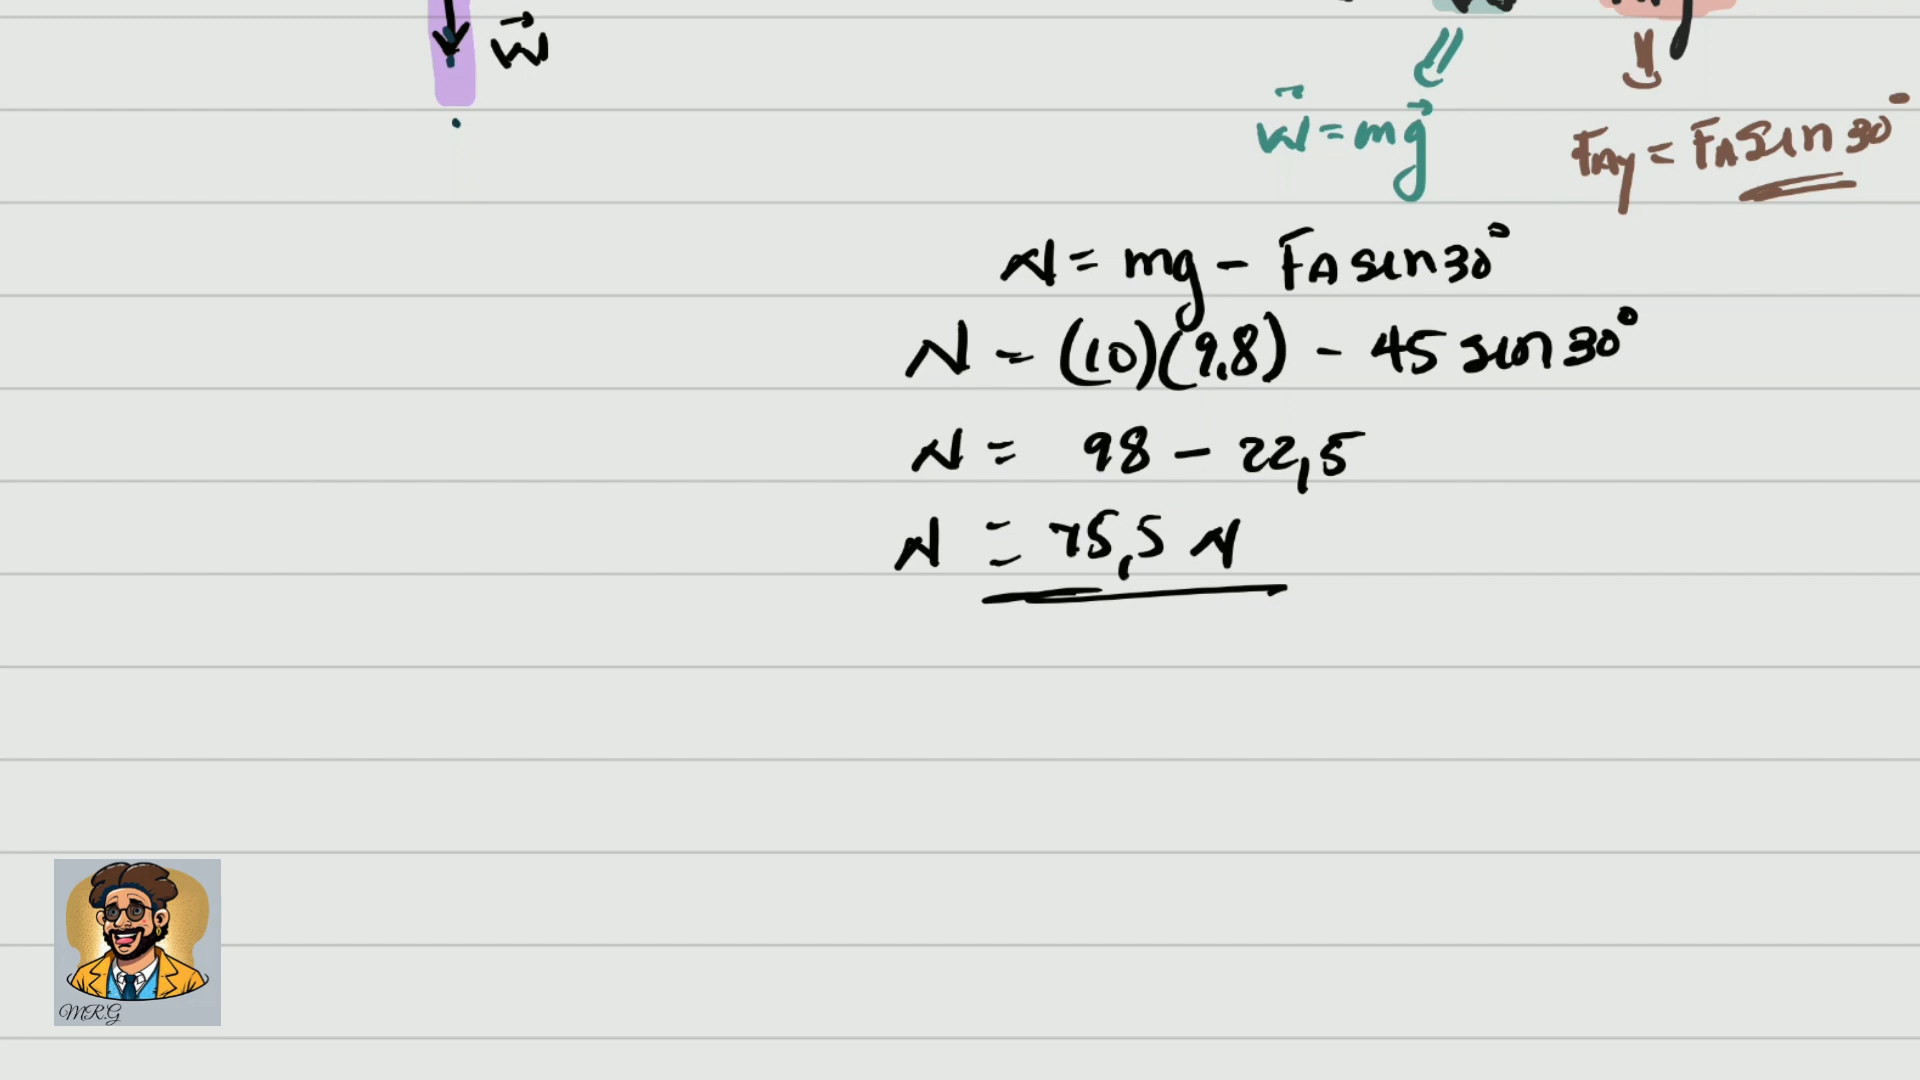 w⃗
w⃗ = mg⃗
FAy = FA sin 30°
N = mg - FA sin 30°
N = (10)(9,8) - 45 sin 30°
N = 98 - 22,5
N = 75,5 N
MR.G